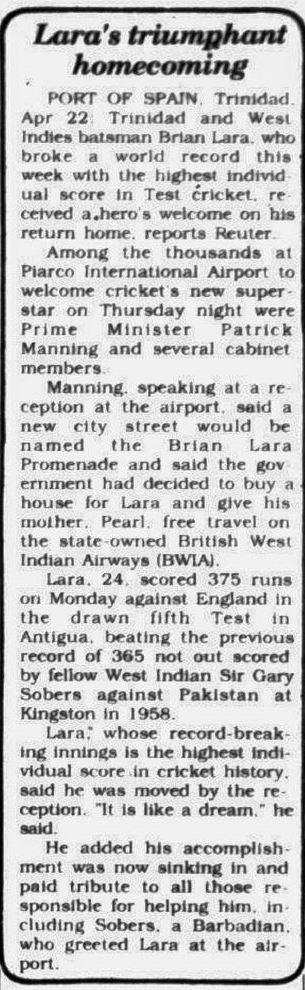 Lara's triumphant
homecoming
PORT OF SPAIN, Trinidad,
Apr 22: Trinidad and West
Indies batsman Brian Lara, who
broke a world record this
week with the highest individ-
ual score in Test cricket, re-
ceived a hero's welcome on his
return home, reports Reuter.
Among the thousands at
Piarco International Airport to
welcome cricket's new super-
star on Thursday night were
Prime Minister Patrick
Manning and several cabinet
members.
Manning, speaking at a re-
ception at the airport, said a
new city street would be
named the Brian Lara
Promenade and said the gov-
ernment had decided to buy a
house for Lara and give his
mother, Pearl, free travel on
the state-owned British West
Indian Airways (BWIA).
Lara, 24, scored 375 runs
on Monday against England in
the drawn fifth Test in
Antigua, beating the previous
record of 365 not out scored
by fellow West Indian Sir Gary
Sobers against Pakistan at
Kingston in 1958.
Lara, whose record-break-
ing innings is the highest indi-
vidual score in cricket history,
said he was moved by the re-
ception. "It is like a dream," he
said.
He added his accomplish-
ment was now sinking in and
paid tribute to all those re-
sponsible for helping him, in-
cluding Sobers, a Barbadian,
who greeted Lara at the air-
port.